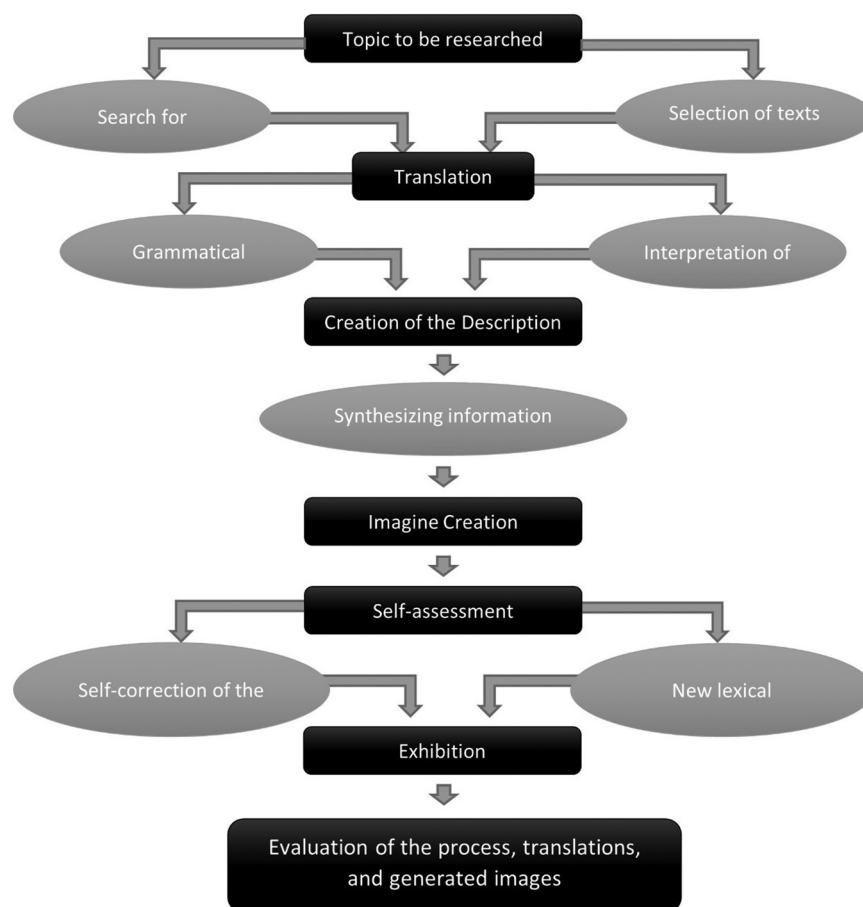 Topic to be researched
Search for
Selection of texts
Translation
Grammatical
Interpretation of
Creation of the Description
Synthesizing information
Imagine Creation
Self-assessment
Self-correction of the
New lexical
Exhibition
Evaluation of the process, translations,
and generated images